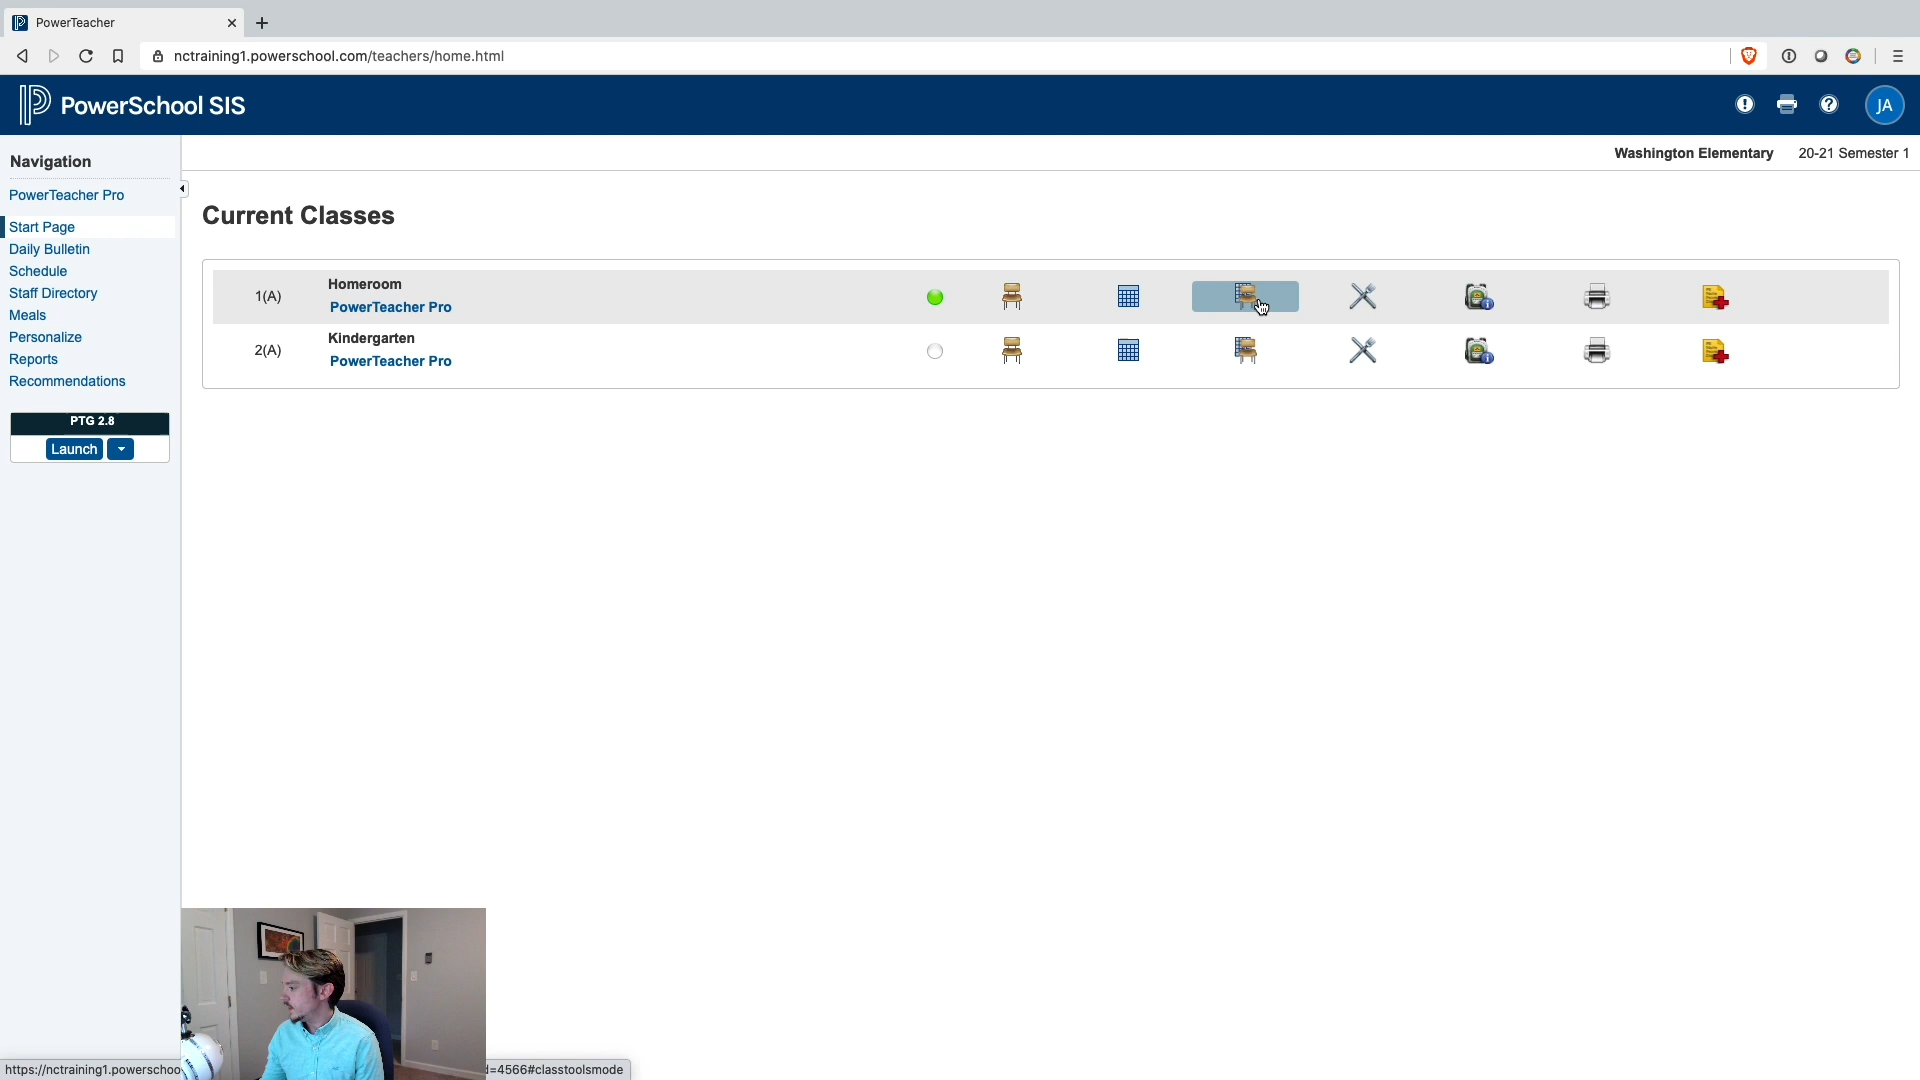 PowerTeacher
nctraining1.powerschool.com/teachers/home.html
PowerSchool SIS
JA
Navigation
PowerTeacher Pro
Start Page
Daily Bulletin
Schedule
Staff Directory
Meals
Personalize
Reports
Recommendations
PTG 2.8
Launch
Washington Elementary 20-21 Semester 1
Current Classes
1(A) Homeroom
PowerTeacher Pro
2(A) Kindergarten
PowerTeacher Pro
https://nctraining1.powerschoo
d=4566#classtoolsmode